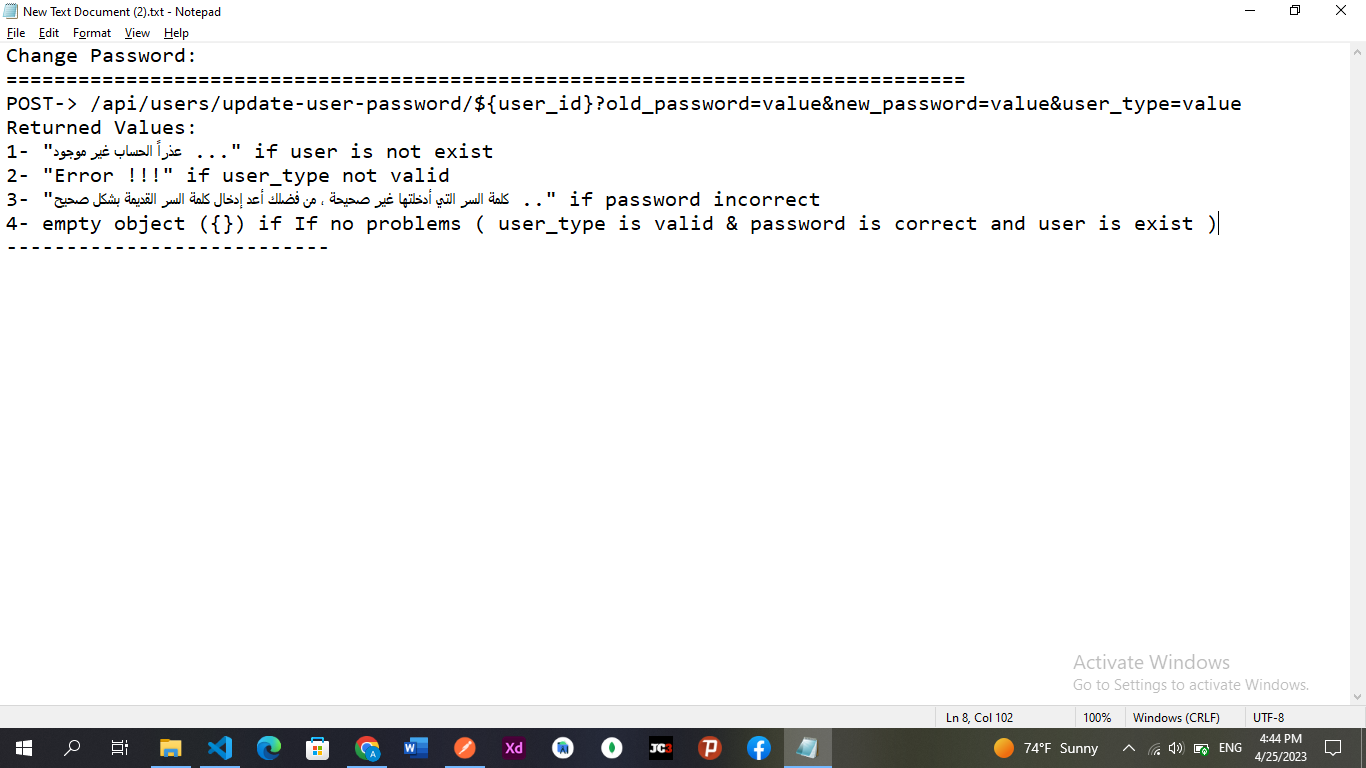 New Text Document (2).txt - Notepad
File Edit Format View Help
Change Password:
================================================================================
POST-> /api/users/update-user-password/${user_id}?old_password=value&new_password=value&user_type=value
Returned Values:
1- "عذراً الحساب غير موجود ..." if user is not exist
2- "Error !!!" if user_type not valid
3- "كلمة السر التي أدخلتها غير صحيحة ، من فضلك أعد إدخال كلمة السر القديمة بشكل صحيح .." if password incorrect
4- empty object ({}) if If no problems ( user_type is valid & password is correct and user is exist )
---------------------------
Activate Windows
Go to Settings to activate Windows.
Ln 8, Col 102 100% Windows (CRLF) UTF-8
Xd JC3 74°F Sunny ENG 4:44 PM
4/25/2023